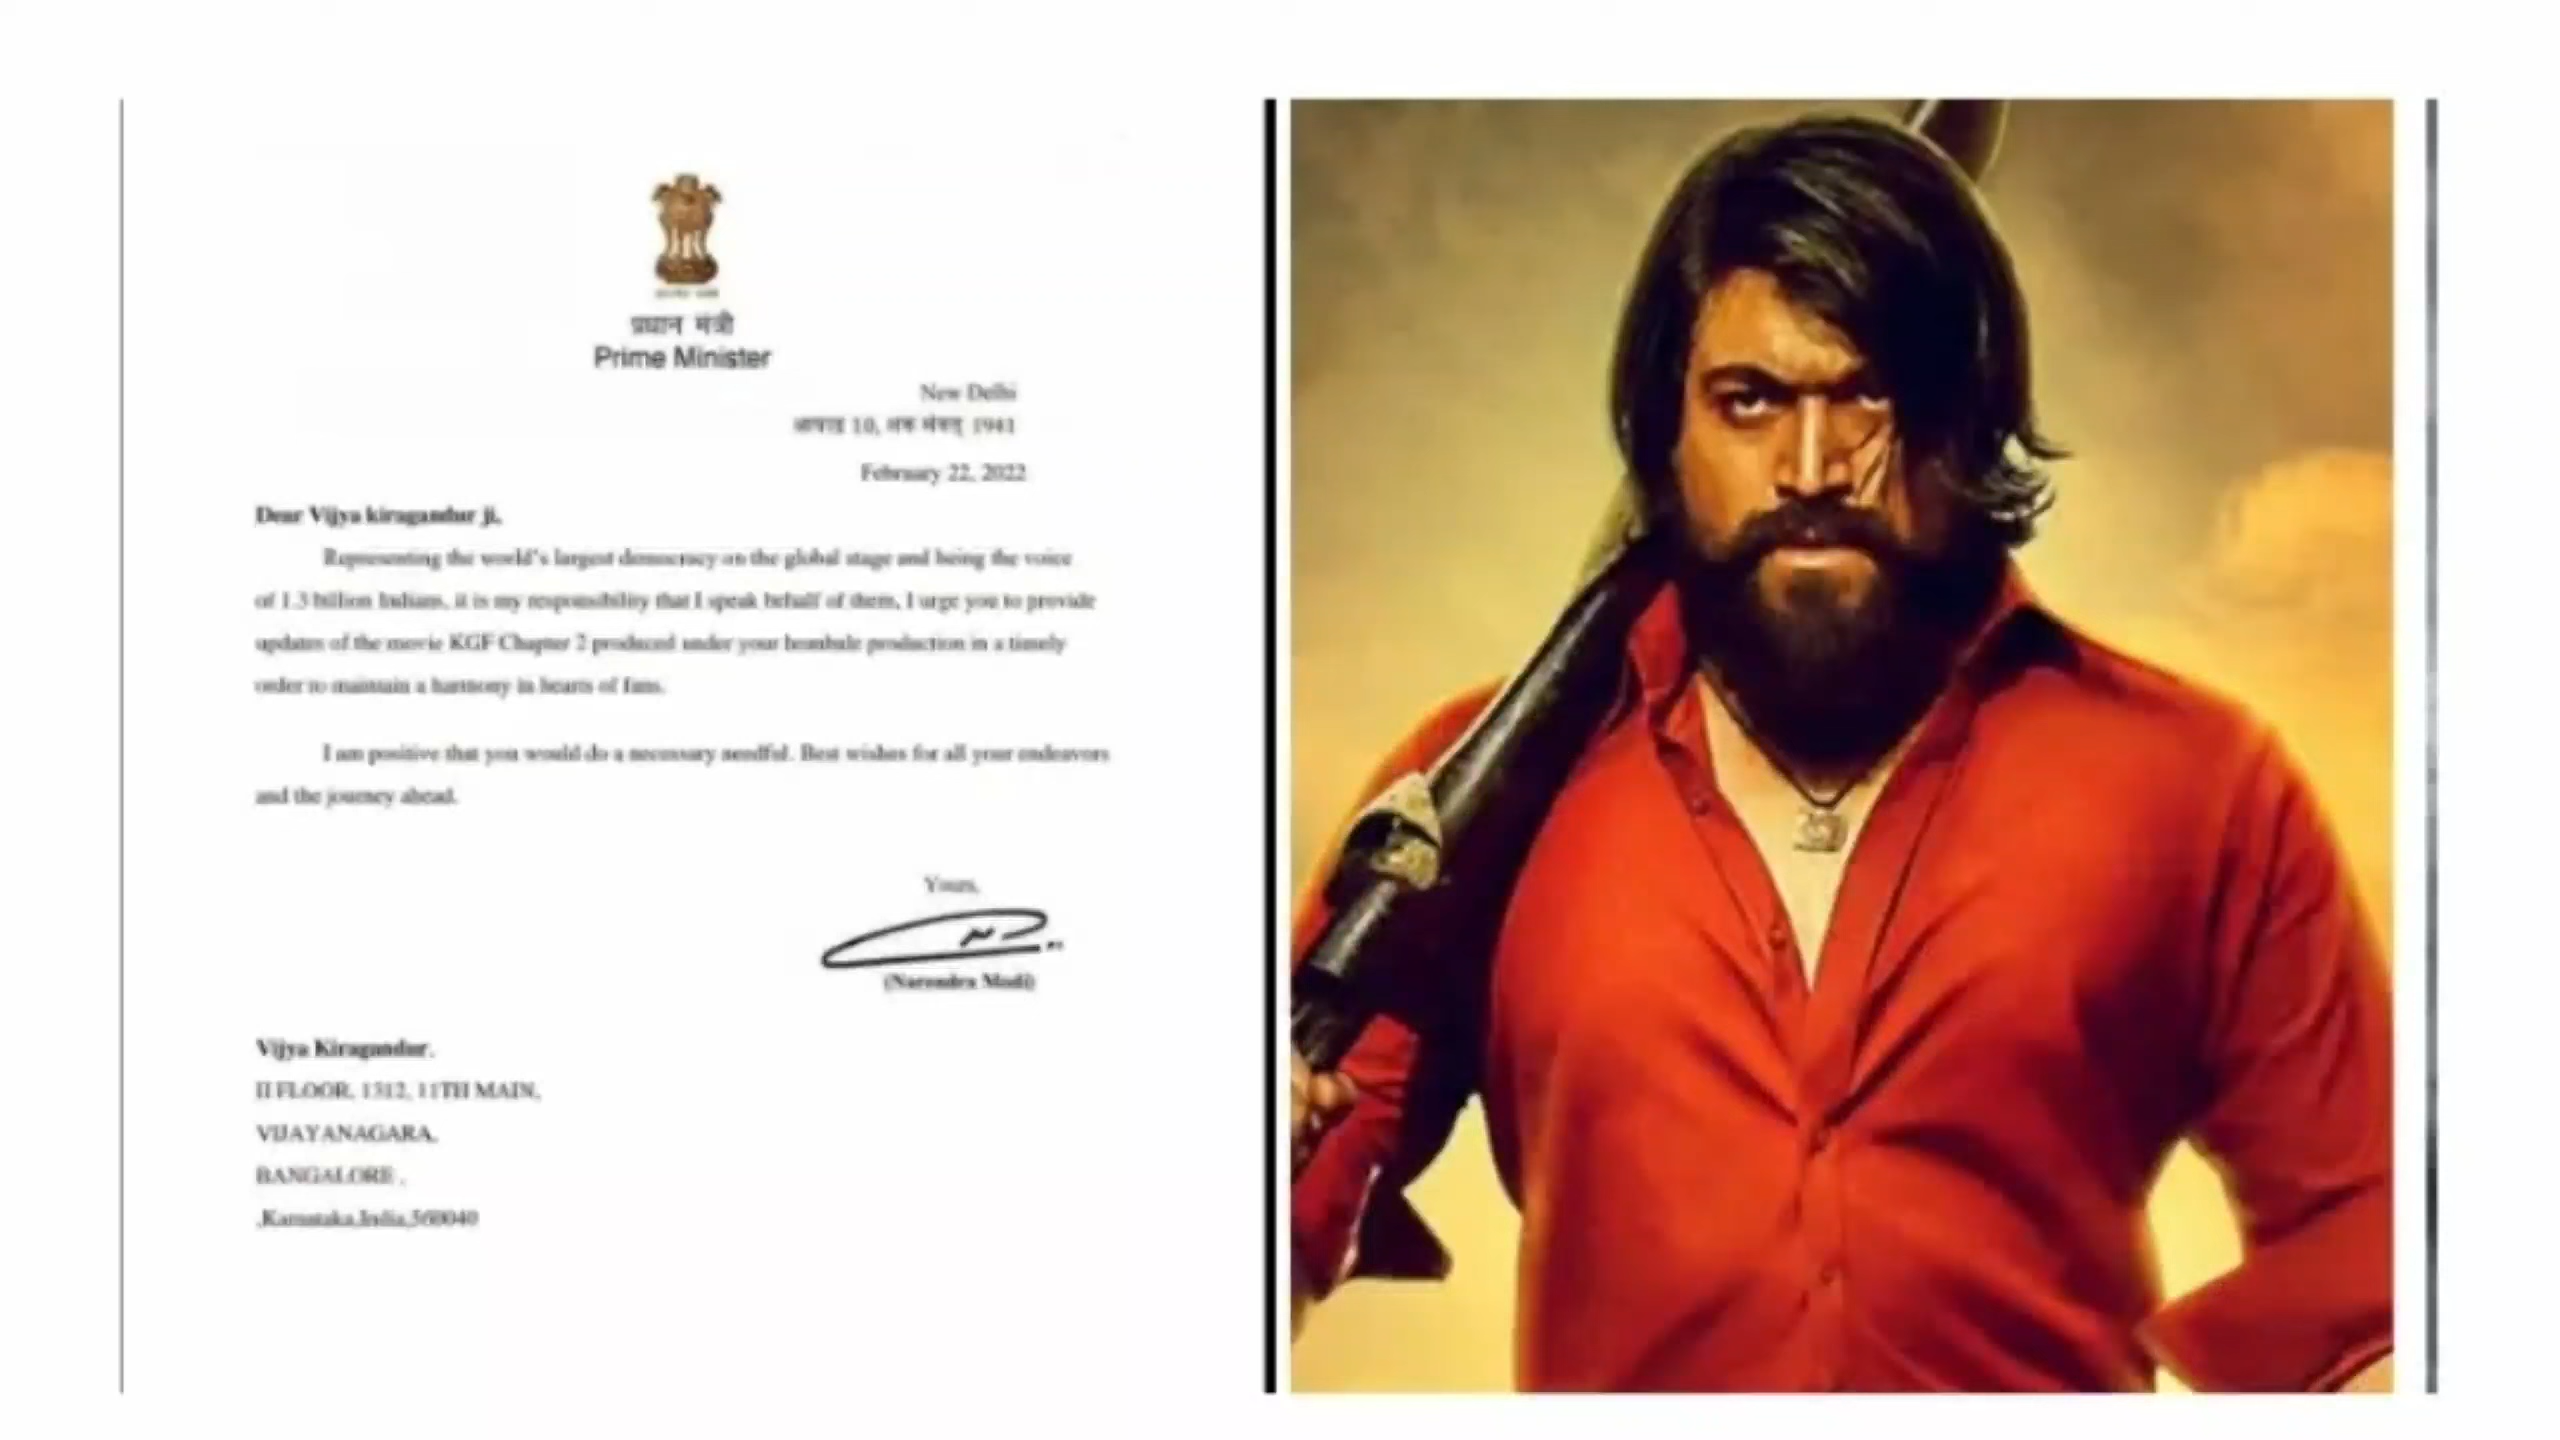 प्रधान मंत्री
Prime Minister
New Delhi
10, 1941
February 22, 2022
Dear Vijya kiragandur ji,
Representing the world's largest democracy on the global stage and being the voice
of 1.3 billion Indians, it is my responsibility that I speak behalf of them, I urge you to provide
updates of the movie KGF Chapter 2 produced under your hombale production in a timely
order to maintain a harmony in hearts of fans.
I am positive that you would do a necessary needful. Best wishes for all your endeavors
and the journey ahead.
Yours,
(Narendra Modi)
Vijya Kiragandur,
II FLOOR, 1312, 11TH MAIN,
VIJAYANAGARA,
BANGALORE ,
,Karnataka,India,560040